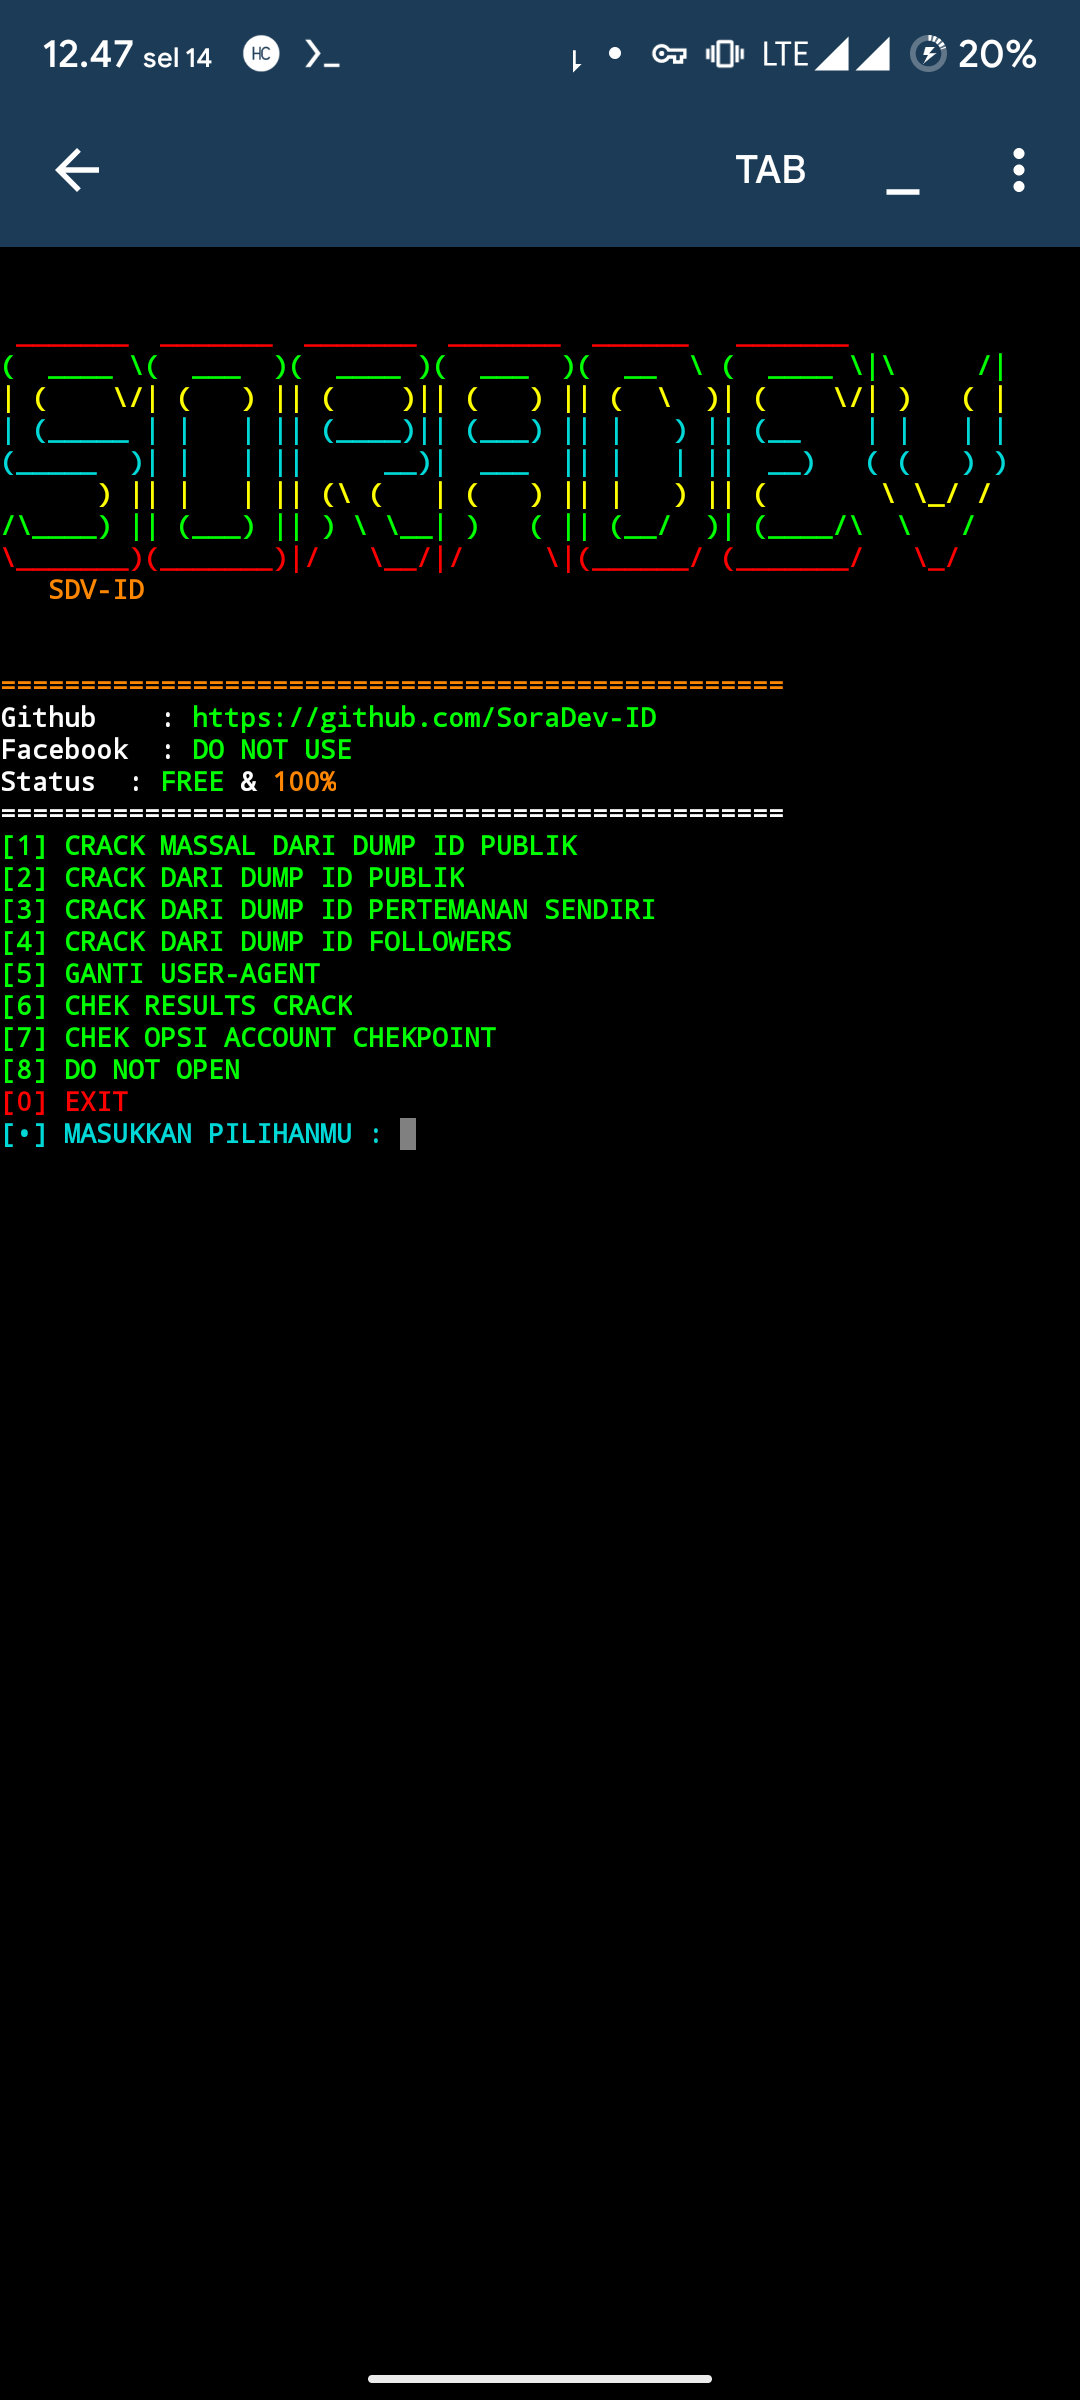 12.47 sel 14 HC >_ LTE 20%
TAB _
SORADEV
SDV-ID
=================================================
Github    : https://github.com/SoraDev-ID
Facebook  : DO NOT USE
Status  : FREE & 100%
=================================================
[1] CRACK MASSAL DARI DUMP ID PUBLIK
[2] CRACK DARI DUMP ID PUBLIK
[3] CRACK DARI DUMP ID PERTEMANAN SENDIRI
[4] CRACK DARI DUMP ID FOLLOWERS
[5] GANTI USER-AGENT
[6] CHEK RESULTS CRACK
[7] CHEK OPSI ACCOUNT CHEKPOINT
[8] DO NOT OPEN
[0] EXIT
[•] MASUKKAN PILIHANMU :